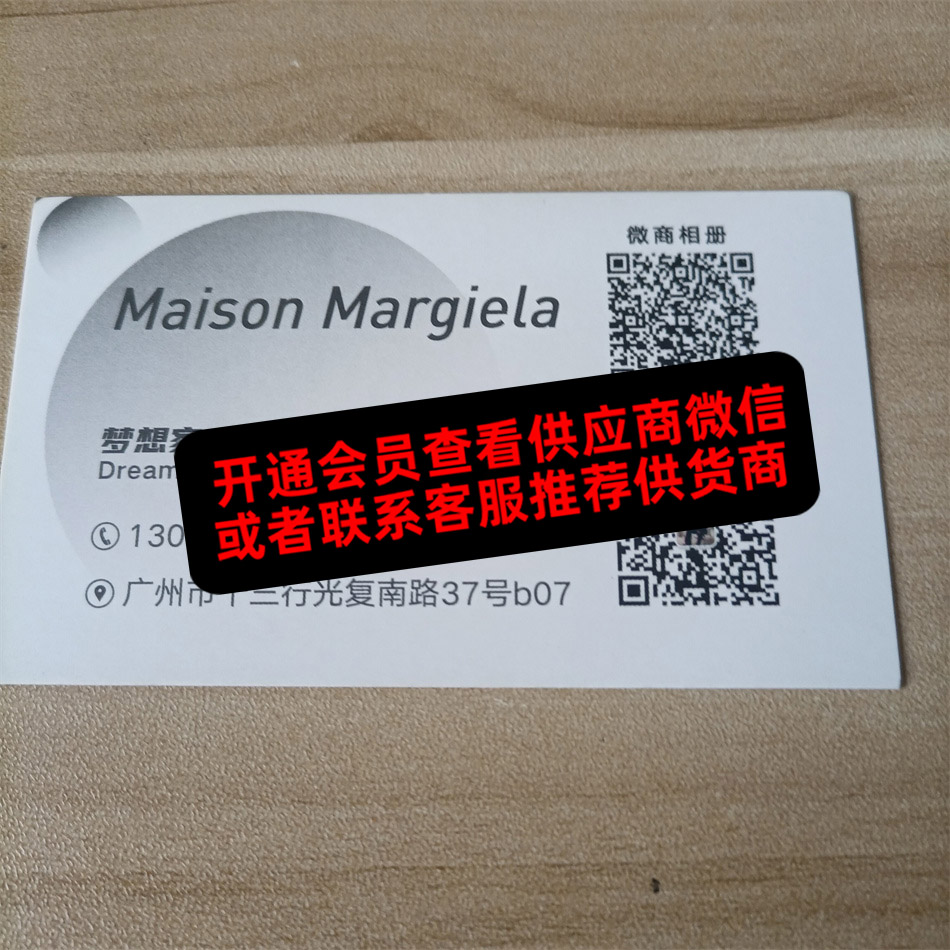 微商相册
Maison Margiela
梦想家
Dream
开通会员查看供应商微信
或者联系客服推荐供货商
130
广州市十三行光复南路37号b07